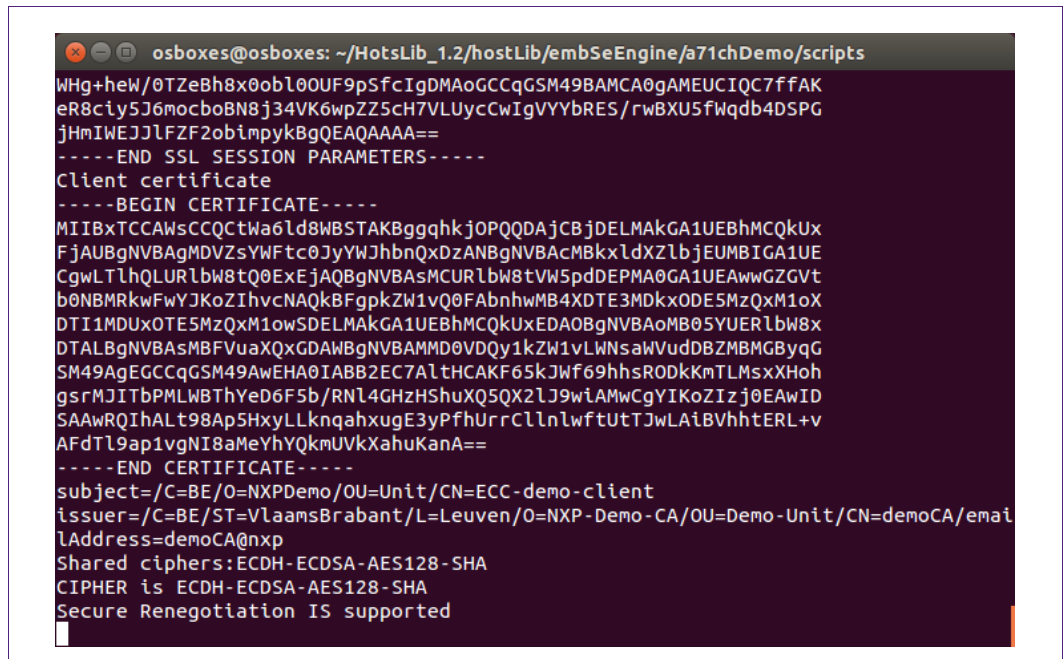 osboxes@osboxes: ~/HotsLib_1.2/hostLib/embSeEngine/a71chDemo/scripts
WHg+heW/0TZeBh8x0obl0OUF9pSfcIgDMAoGCCqGSM49BAMCA0gAMEUCIQC7ffAK
eR8ciy5J6mocboBN8j34VK6wpZZ5cH7VLUycCwIgVYYbRES/rwBXU5fWqdb4DSPG
jHmIWEJJlFZF2obimpykBgQEAQAAAA==
-----END SSL SESSION PARAMETERS-----
Client certificate
-----BEGIN CERTIFICATE-----
MIIBxTCCAWsCCQCtWa6ld8WBSTAKBggqhkjOPQQDAjCBjDELMAkGA1UEBhMCQkUx
FjAUBgNVBAgMDVZsYWFtc0JyYWJhbnQxDzANBgNVBAcMBkxldXZlbjEUMBIGA1UE
CgwLTlhQLURlbW8tQ0ExEjAQBgNVBAsMCURlbW8tVW5pdDEPMA0GA1UEAwwGZGVt
b0NBMRkwFwYJKoZIhvcNAQkBFgpkZW1vQ0FAbnhwMB4XDTE3MDkxODE5MzQxM1oX
DTI1MDUxOTE5MzQxM1owSDELMAkGA1UEBhMCQkUxEDAOBgNVBAoMB05YUERlbW8x
DTALBgNVBAsMBFVuaXQxGDAWBgNVBAMMD0VDQy1kZW1vLWNsaWVudDBZMBMGByqG
SM49AgEGCCqGSM49AwEHA0IABB2EC7AltHCAKF65kJWf69hhsRODkKmTLMsxXHoh
gsrMJITbPMLWBThYeD6F5b/RNl4GHzHShuXQ5QX2lJ9wiAMwCgYIKoZIzj0EAwID
SAAwRQIhALt98Ap5HxyLLknqahxugE3yPfhUrrCllnlwftUtTJwLAiBVhhtERL+v
AFdTl9ap1vgNI8aMeYhYQkmUVkXahuKanA==
-----END CERTIFICATE-----
subject=/C=BE/O=NXPDemo/OU=Unit/CN=ECC-demo-client
issuer=/C=BE/ST=VlaamsBrabant/L=Leuven/O=NXP-Demo-CA/OU=Demo-Unit/CN=demoCA/emai
lAddress=demoCA@nxp
Shared ciphers:ECDH-ECDSA-AES128-SHA
CIPHER is ECDH-ECDSA-AES128-SHA
Secure Renegotiation IS supported